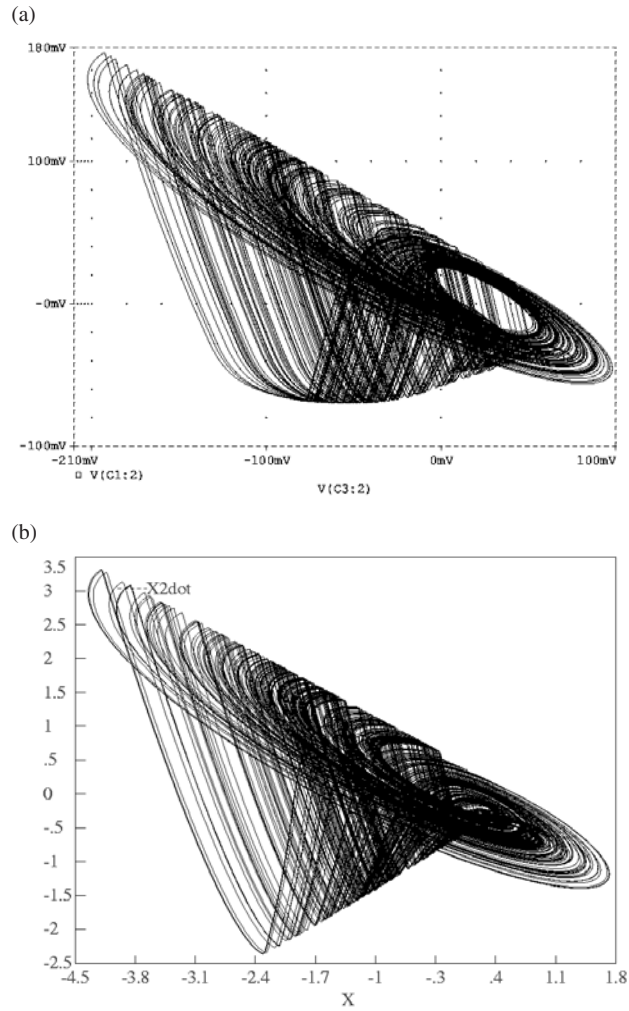 (a)
180mV
100mV
-0mV
-100mV
-210mV -100mV 0mV 100mV
▫ V(C1:2)
V(C3:2)
(b)
3.5
3
X2dot
2.5
2
1.5
1
.5
0
-0.5
-1
-1.5
-2
-2.5
-4.5 -3.8 -3.1 -2.4 -1.7 -1 -.3 .4 1.1 1.8
X